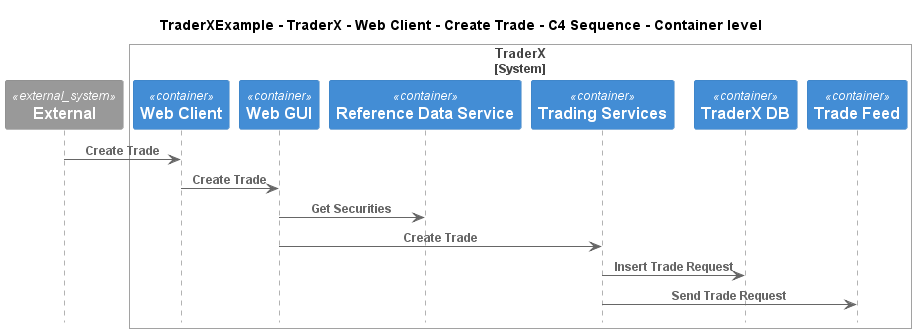 TraderXExample - TraderX - Web Client - Create Trade - C4 Sequence - Container level
TraderX
[System]
«external_system»
External
«container»
Web Client
«container»
Web GUI
«container»
Reference Data Service
«container»
Trading Services
«container»
TraderX DB
«container»
Trade Feed
Create Trade
Create Trade
Get Securities
Create Trade
Insert Trade Request
Send Trade Request